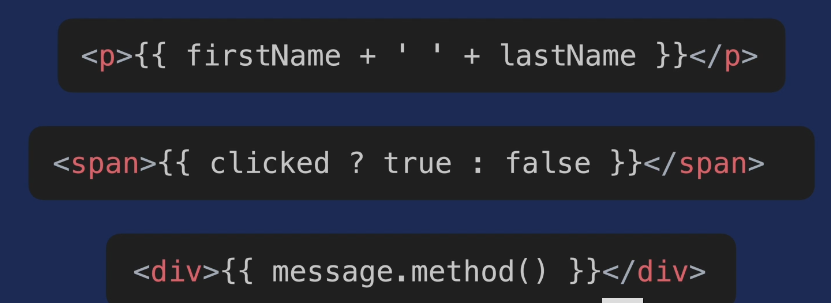 <p>{{ firstName + ' ' + lastName }}</p>
<span>{{ clicked ? true : false }}</span>
<div>{{ message.method() }}</div>